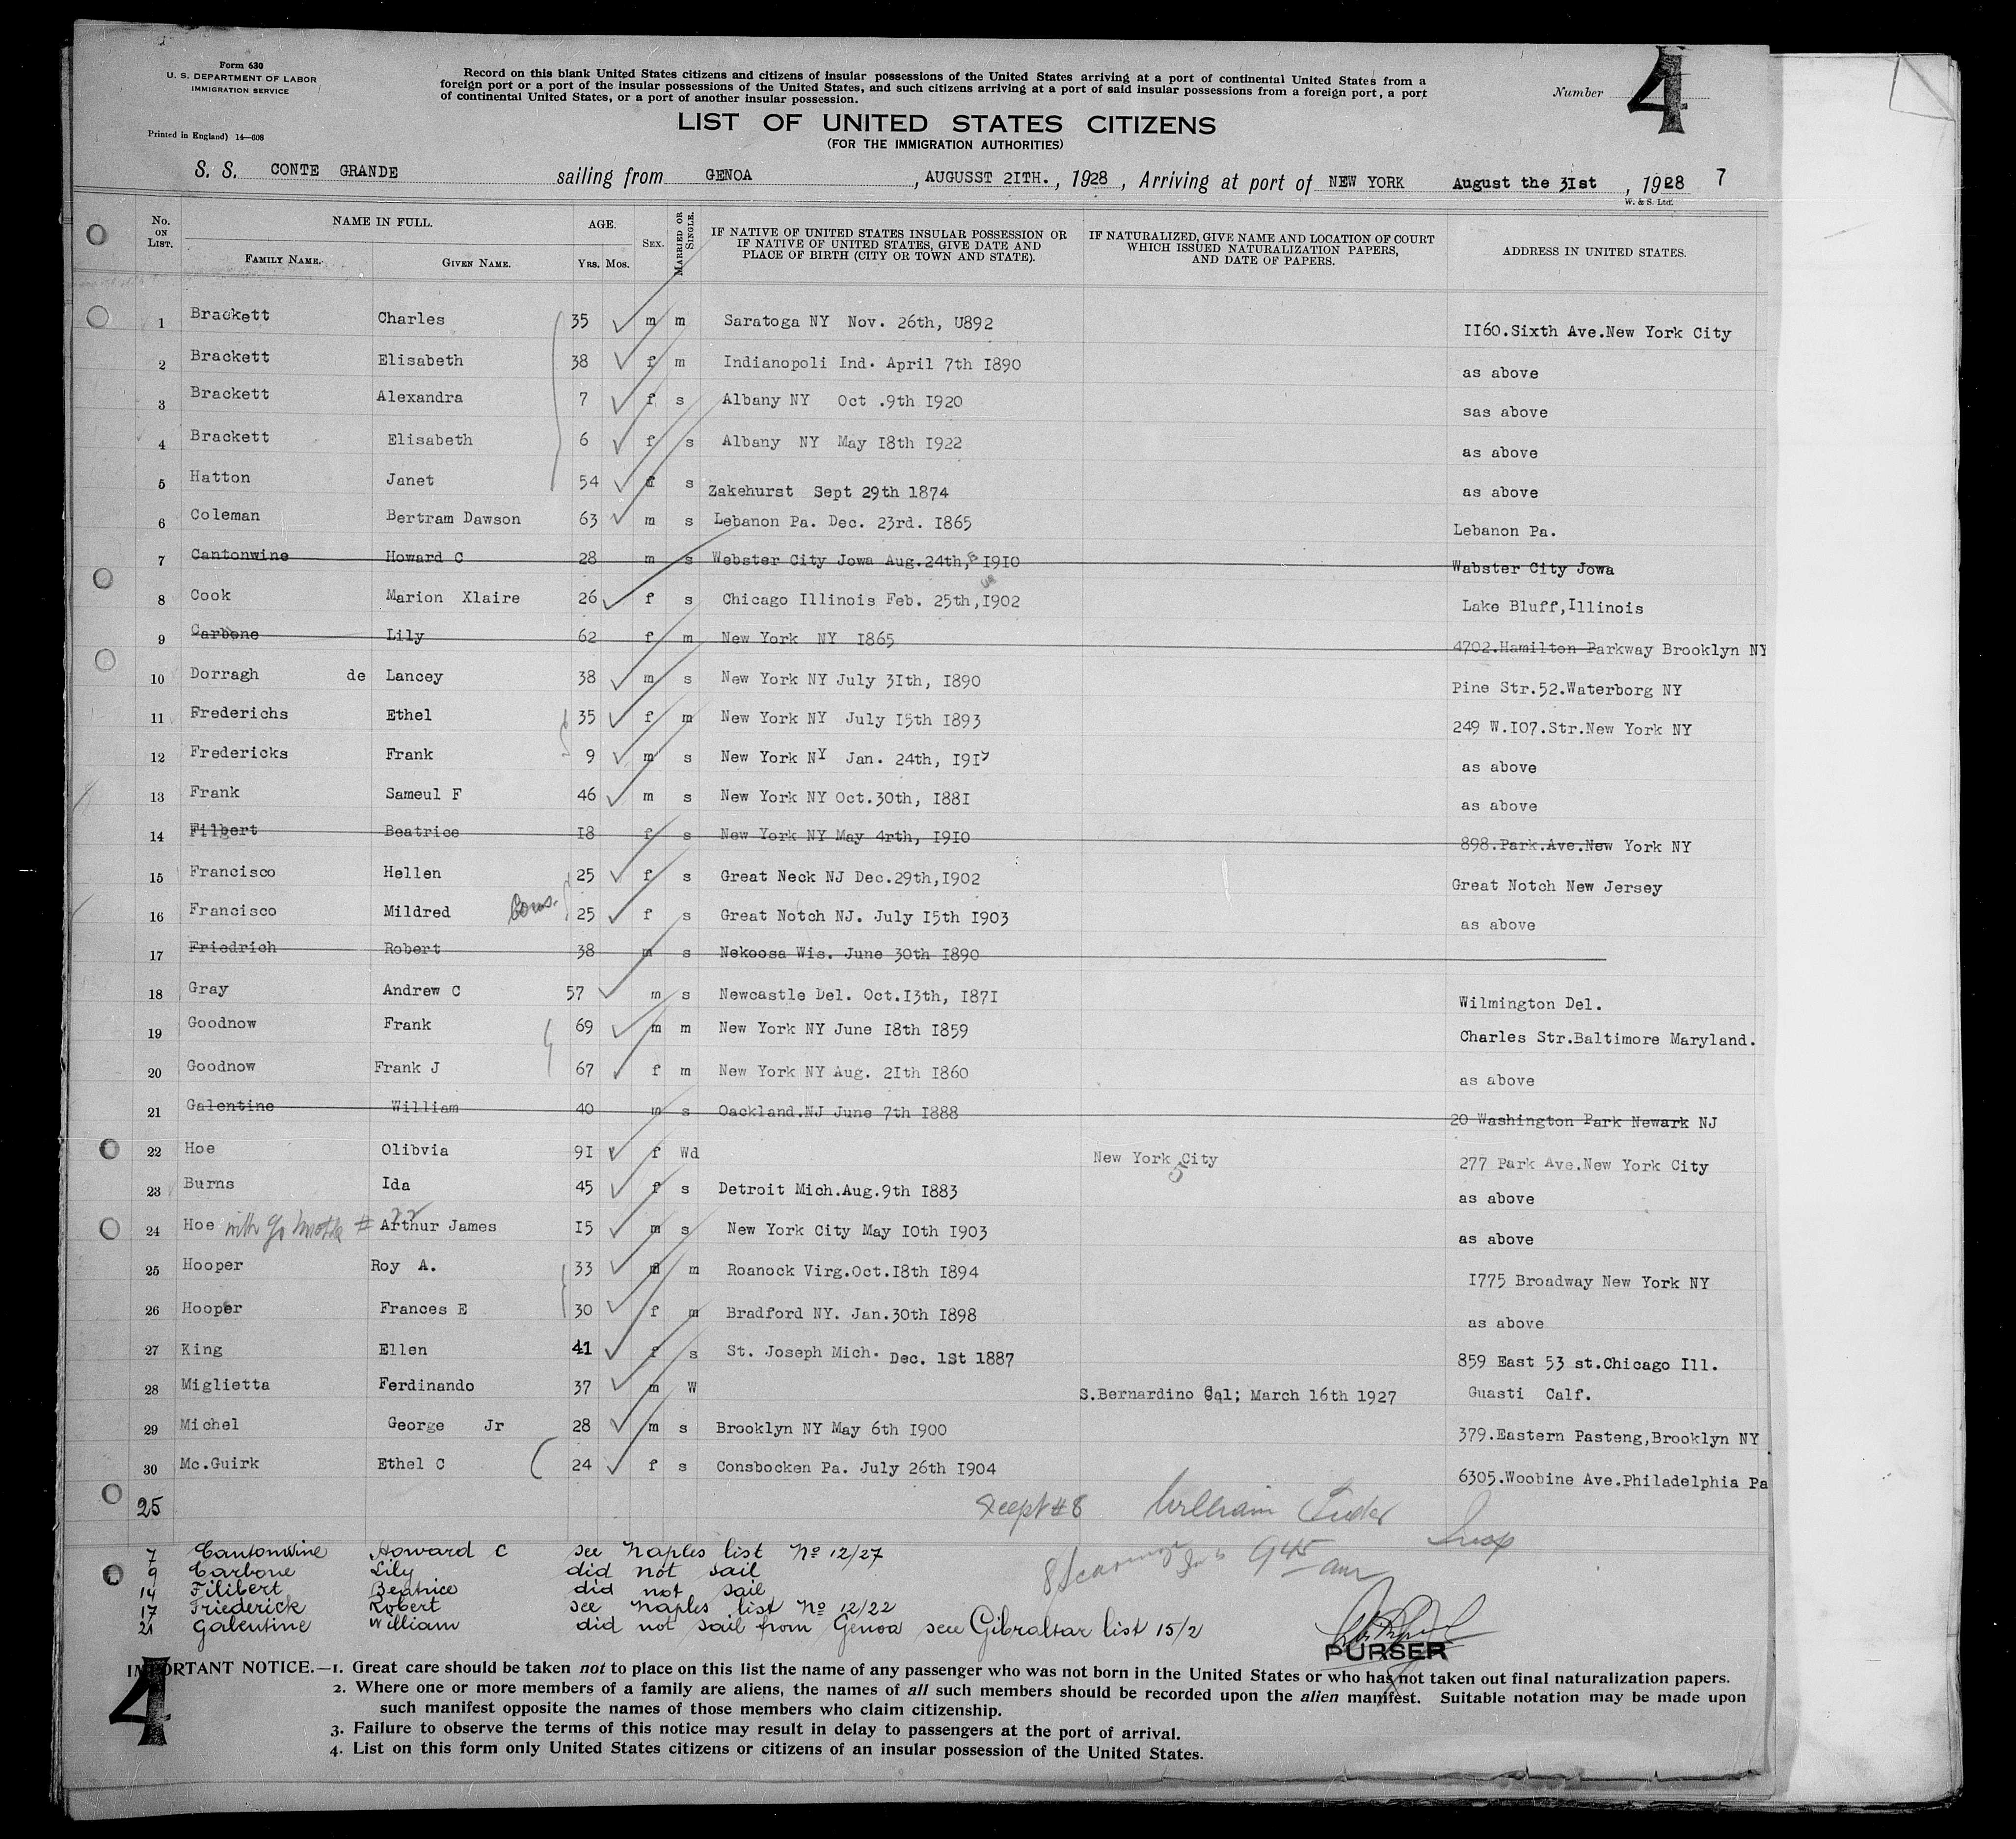 Form 630
U. S. DEPARTMENT OF LABOR
IMMIGRATION SERVICE
Printed in England) 14—608
Record on this blank United States citizens and citizens of insular possessions of the United States arriving at a port of continental United States from a
foreign port or a port of the insular possessions of the United States, and such citizens arriving at a port of said insular possessions from a foreign port, a port
of continental United States, or a port of another insular possession.
Number 4
LIST OF UNITED STATES CITIZENS
(FOR THE IMMIGRATION AUTHORITIES)
S. S. CONTE GRANDE sailing from GENOA , AUGUSST 2ITH. , 1928 , Arriving at port of NEW YORK August the 3Ist , 1928 7
W. & S. Ltd.
No. ON LIST. NAME IN FULL. FAMILY NAME. GIVEN NAME. AGE. YRS. MOS. SEX. MARRIED OR SINGLE. IF NATIVE OF UNITED STATES INSULAR POSSESSION OR IF NATIVE OF UNITED STATES, GIVE DATE AND PLACE OF BIRTH (CITY OR TOWN AND STATE). IF NATURALIZED, GIVE NAME AND LOCATION OF COURT WHICH ISSUED NATURALIZATION PAPERS, AND DATE OF PAPERS. ADDRESS IN UNITED STATES.
1 Brackett Charles 35 m m Saratoga NY Nov. 26th, U892 II60.Sixth Ave.New York City
2 Brackett Elisabeth 38 f m Indianopoli Ind. April 7th I890 as above
3 Brackett Alexandra 7 f s Albany NY Oct .9th I920 sas above
4 Brackett Elisabeth 6 f s Albany NY May I8th I922 as above
5 Hatton Janet 54 f s Zakehurst Sept 29th 1874 as above
6 Coleman Bertram Dawson 63 m s Lebanon Pa. Dec. 23rd. I865 Lebanon Pa.
7 Cantonwine Howard C 28 m s Webster City Jowa Aug.24th, I9I0 Wabster City Jowa
8 Cook Marion Xlaire 26 f s Chicago Illinois Feb. 25th,I902 Lake Bluff,Illinois
9 Carbone Lily 62 f m New York NY I865 4702.Hamilton Parkway Brooklyn NY
10 Dorragh de Lancey 38 m s New York NY July 3Ith, I890 Pine Str.52.Waterborg NY
11 Frederichs Ethel 35 f m New York NY July I5th I893 249 W.I07.Str.New York NY
12 Fredericks Frank 9 m s New York NY Jan. 24th, I9I9 as above
13 Frank Sameul F 46 m s New York NY Oct.30th, I88I as above
14 Filbert Beatrice I8 f s New York NY May 4rth, I9I0 898.Park.Ave.New York NY
15 Francisco Hellen 25 f s Great Neck NJ Dec.29th,I902 Great Notch New Jersey
16 Francisco Mildred 25 f s Great Notch NJ. July I5th I903 as above
17 Friedrich Robert 38 m s Nekoosa Wis. June 30th I890
18 Gray Andrew C 57 m s Newcastle Del. Oct.I3th, I87I Wilmington Del.
19 Goodnow Frank 69 m m New York NY June I8th I859 Charles Str.Baltimore Maryland.
20 Goodnow Frank J 67 f m New York NY Aug. 2Ith I860 as above
21 Galentine William 40 m s Oackland.NJ June 7th I888 20 Washington Park Newark NJ
22 Hoe Olibvia 9I f Wd New York City 277 Park Ave.New York City
23 Burns Ida 45 f s Detroit Mich.Aug.9th I883 as above
24 Hoe with Gr Mother # 22 Arthur James I5 m s New York City May I0th I903 as above
25 Hooper Roy A. 33 m m Roanock Virg.Oct.I8th I894 I775 Broadway New York NY
26 Hooper Frances E 30 f m Bradford NY. Jan.30th I898 as above
27 King Ellen 41 f s St. Joseph Mich. Dec. 1St 1887 859 East 53 st.Chicago Ill.
28 Miglietta Ferdinando 37 m W S.Bernardino Cal; March 16th 1927 Guasti Calf.
29 Michel George Jr 28 m s Brooklyn NY May 6th I900 379.Eastern Pasteng,Brooklyn NY
30 Mc.Guirk Ethel C 24 f s Consbocken Pa. July 26th I904 6305.Woobine Ave.Philadelphia Pa
25
Except #8 William Insp
7 Cantonwine Howard C see Naples list Nº 12/27
9 Carbone Lily did not sail
14 Filibert Beatrice did not sail
17 Friederick Robert see Naples list Nº 12/22
21 Galentine William did not sail from Genoa see Gibraltar list 15/2
945 am
PURSER
IMPORTANT NOTICE.—1. Great care should be taken not to place on this list the name of any passenger who was not born in the United States or who has not taken out final naturalization papers.
2. Where one or more members of a family are aliens, the names of all such members should be recorded upon the alien manifest. Suitable notation may be made upon
such manifest opposite the names of those members who claim citizenship.
3. Failure to observe the terms of this notice may result in delay to passengers at the port of arrival.
4. List on this form only United States citizens or citizens of an insular possession of the United States.
4